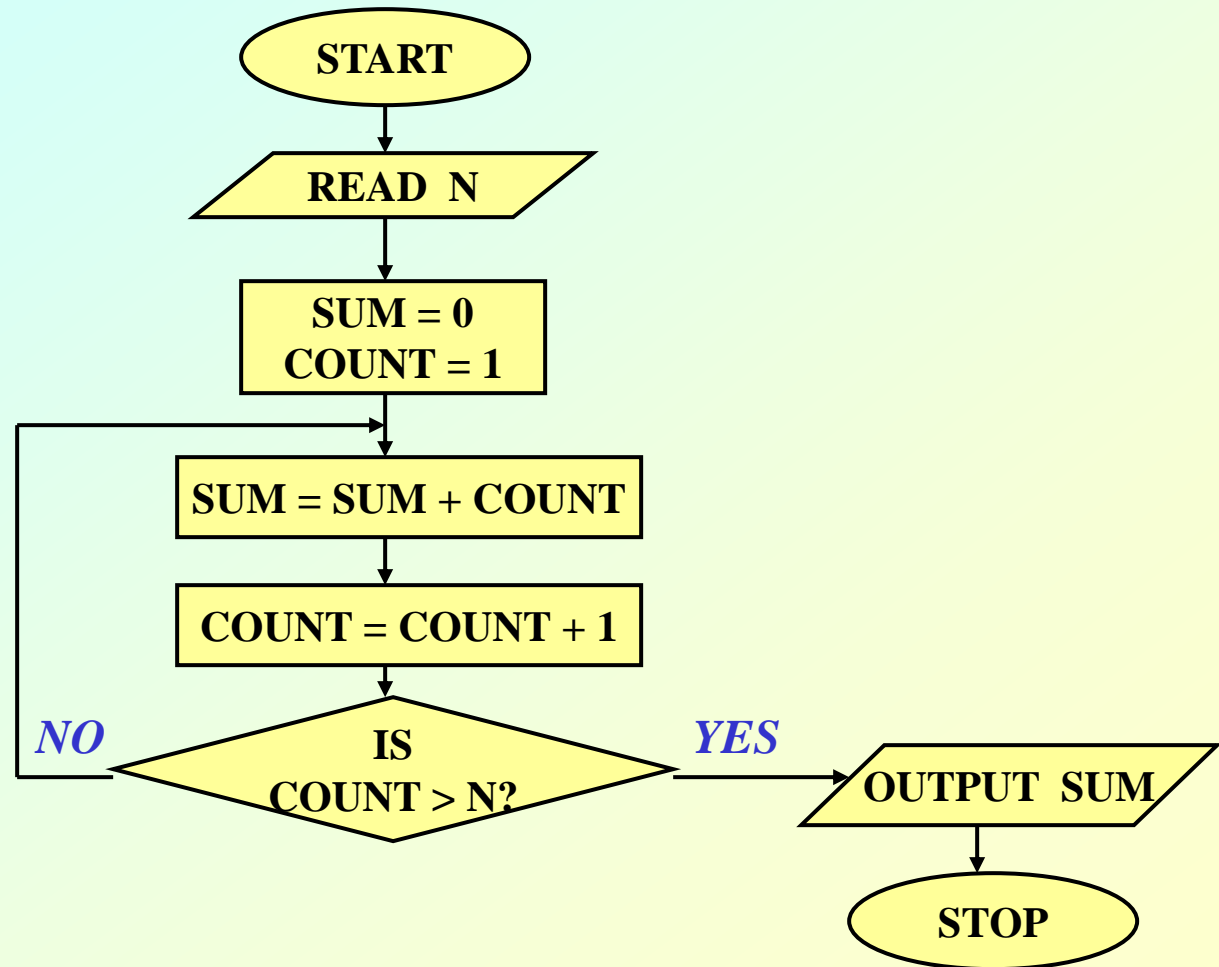 START
READ N
SUM = 0
COUNT = 1
SUM = SUM + COUNT
COUNT = COUNT + 1
IS
COUNT > N?
NO
YES
OUTPUT SUM
STOP